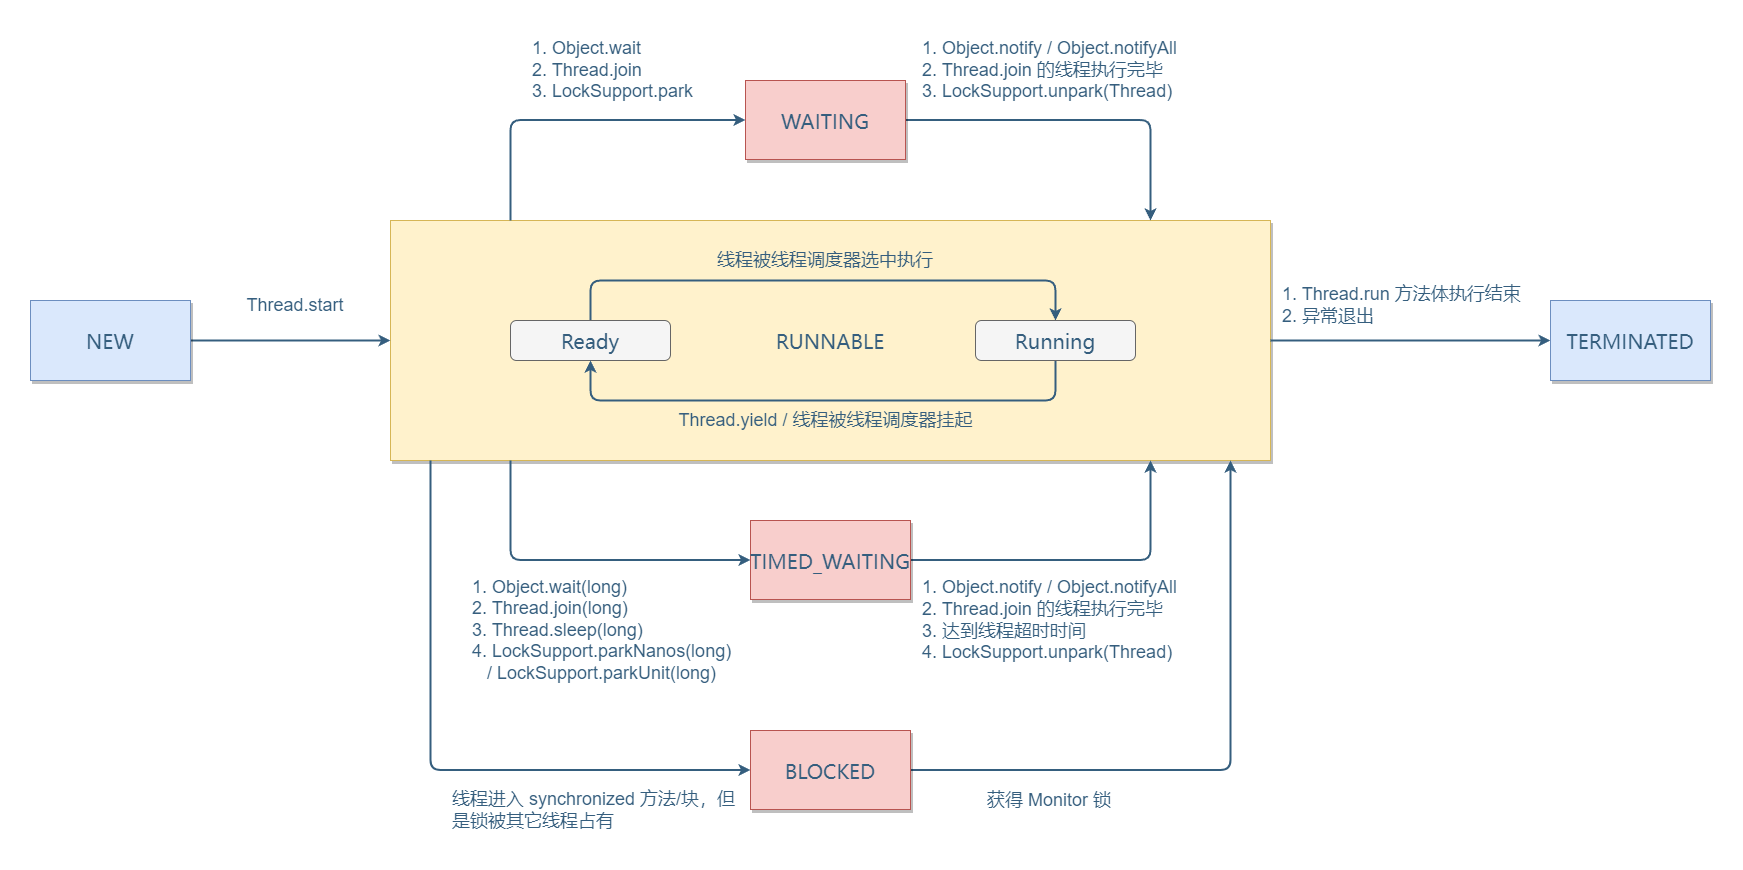 1. Object.wait
2. Thread.join
3. LockSupport.park
1. Object.notify / Object.notifyAll
2. Thread.join 的线程执行完毕
3. LockSupport.unpark(Thread)
WAITING
线程被线程调度器选中执行
Thread.start
1. Thread.run 方法体执行结束
2. 异常退出
NEW
Ready
RUNNABLE
Running
TERMINATED
Thread.yield / 线程被线程调度器挂起
TIMED_WAITING
1. Object.wait(long)
2. Thread.join(long)
3. Thread.sleep(long)
4. LockSupport.parkNanos(long)
/ LockSupport.parkUnit(long)
1. Object.notify / Object.notifyAll
2. Thread.join 的线程执行完毕
3. 达到线程超时时间
4. LockSupport.unpark(Thread)
BLOCKED
线程进入 synchronized 方法/块，但
是锁被其它线程占有
获得 Monitor 锁